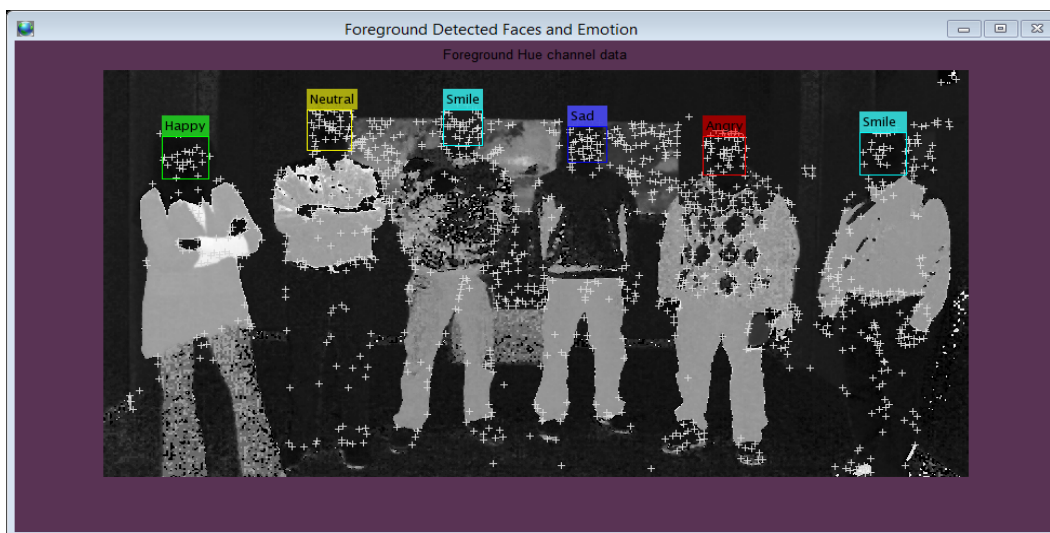 Foreground Detected Faces and Emotion
Foreground Hue channel data
Neutral
Smile
Sad
Happy
Angry
Smile